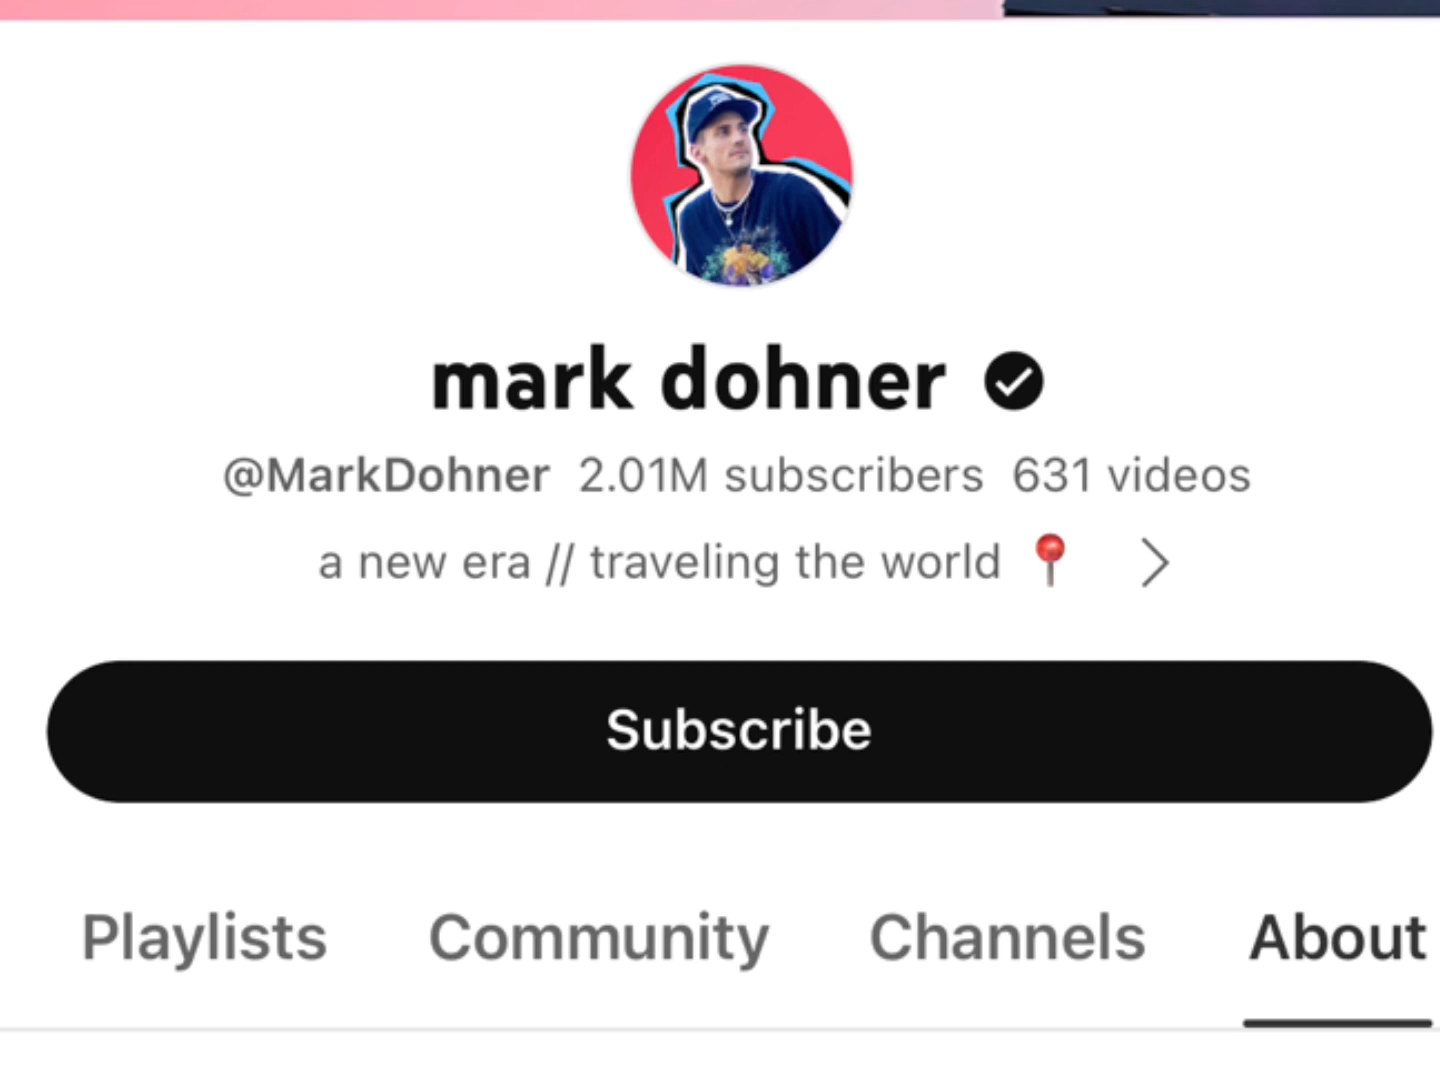 mark dohner
@MarkDohner 2.01M subscribers 631 videos
a new era // traveling the world 📍
Subscribe
Playlists Community Channels About